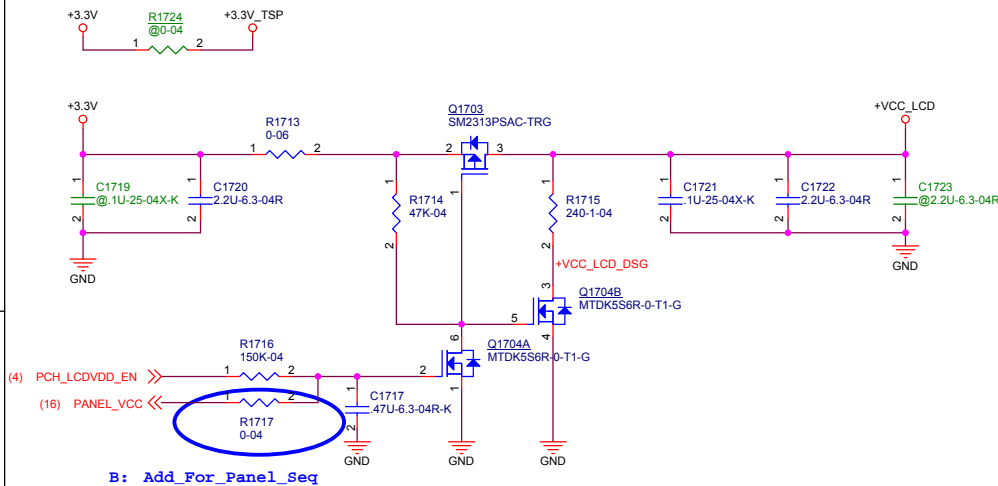 +3.3V
R1724
@0-04
+3.3V_TSP
1
2
+3.3V
R1713
0-06
1
2
Q1703
SM2313PSAC-TRG
2
3
1
+VCC_LCD
1
C1719
@.1U-25-04X-K
2
1
C1720
2.2U-6.3-04R
2
GND
1
R1714
47K-04
2
1
R1715
240-1-04
2
+VCC_LCD_DSG
1
C1721
.1U-25-04X-K
2
1
C1722
2.2U-6.3-04R
2
1
C1723
@2.2U-6.3-04R
2
GND
3
Q1704B
MTDK5S6R-0-T1-G
5
4
6
Q1704A
MTDK5S6R-0-T1-G
2
1
R1716
150K-04
(4) PCH_LCDVDD_EN
1
2
(16) PANEL_VCC
1
2
R1717
0-04
1
C1717
.47U-6.3-04R-K
2
GND
GND
GND
B: Add_For_Panel_Seq